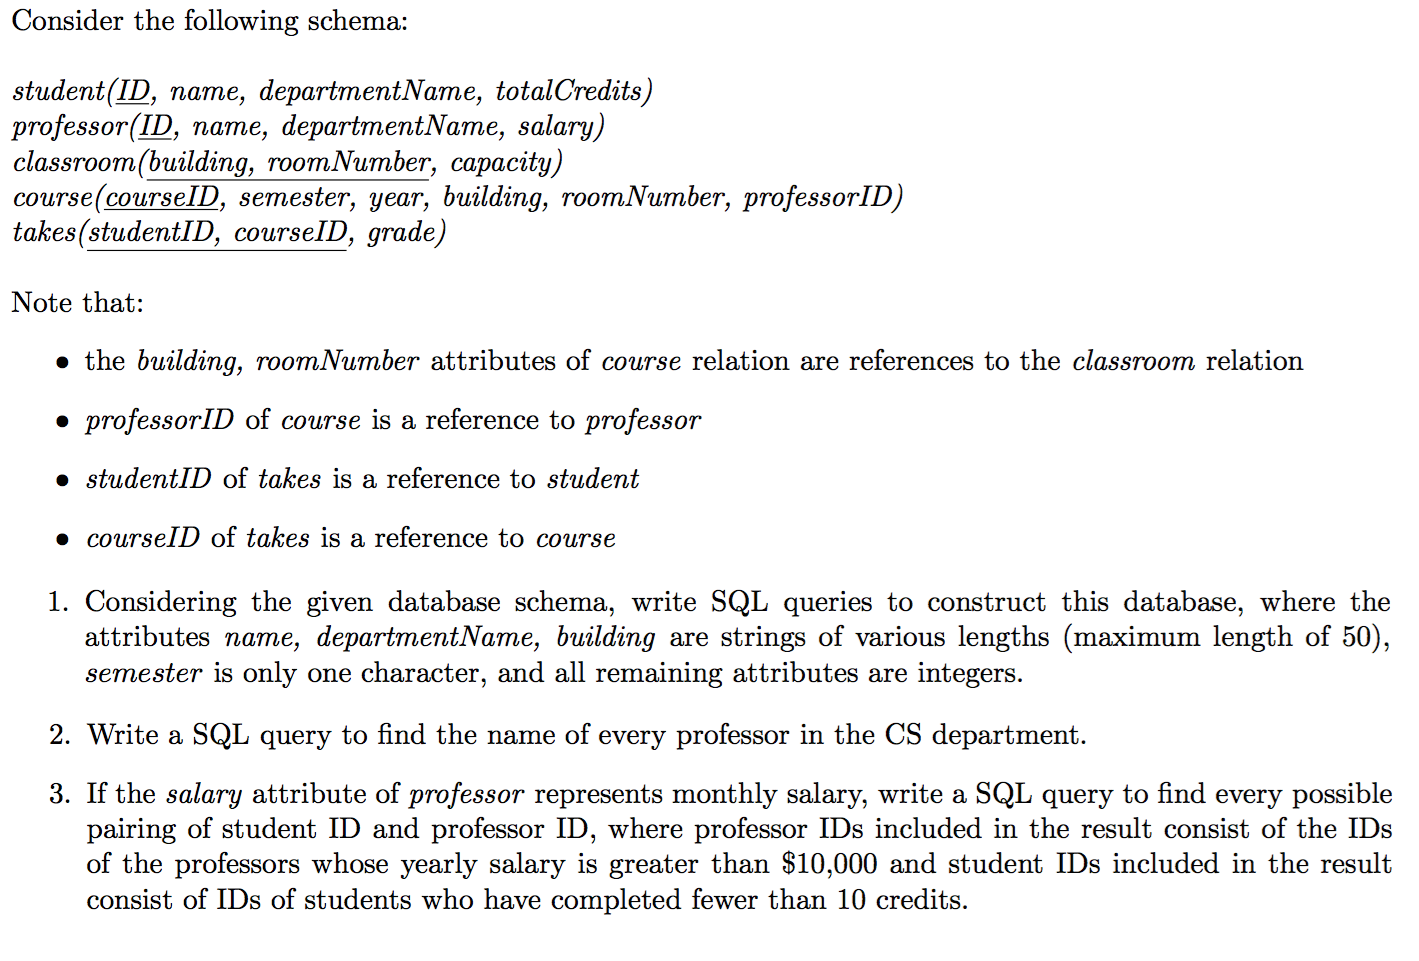 Consider the following schema:
student(ID, name, departmentName, totalCredits)
professor(ID, name, departmentName, salary)
classroom(building, roomNumber, capacity)
course(courseID, semester, year, building, roomNumber, professorID)
takes(studentID, courseID, grade)
Note that:
• the building, roomNumber attributes of course relation are references to the classroom relation
• professorID of course is a reference to professor
• studentID of takes is a reference to student
• courseID of takes is a reference to course
1. Considering the given database schema, write SQL queries to construct this database, where the
attributes name, departmentName, building are strings of various lengths (maximum length of 50),
semester is only one character, and all remaining attributes are integers.
2. Write a SQL query to find the name of every professor in the CS department.
3. If the salary attribute of professor represents monthly salary, write a SQL query to find every possible
pairing of student ID and professor ID, where professor IDs included in the result consist of the IDs
of the professors whose yearly salary is greater than $10,000 and student IDs included in the result
consist of IDs of students who have completed fewer than 10 credits.